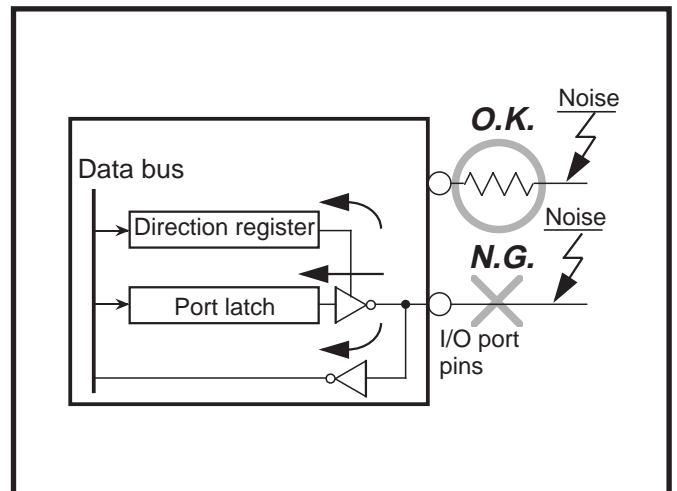 Noise
O.K.
Data bus
Direction register
Noise
N.G.
Port latch
I/O port
pins